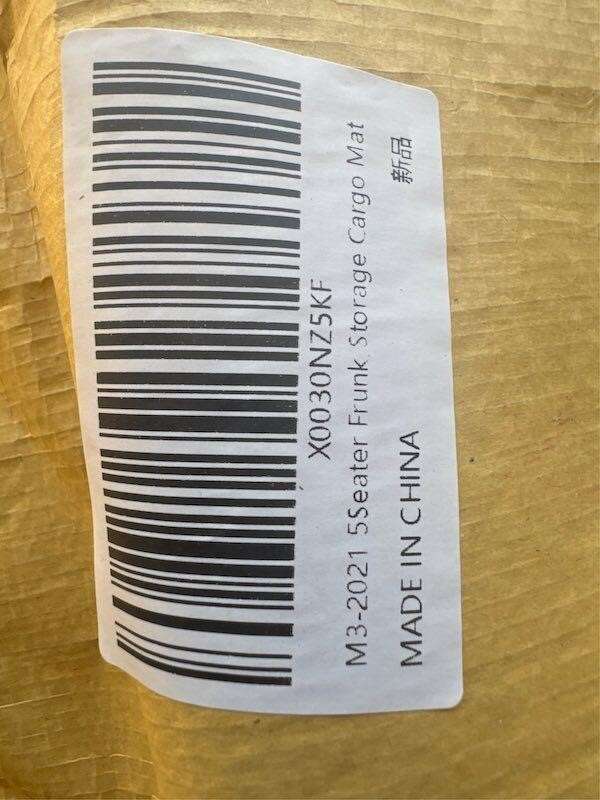 X0030NZ5KF
M3-2021 5Seater Frunk Storage Cargo Mat
新品
MADE IN CHINA